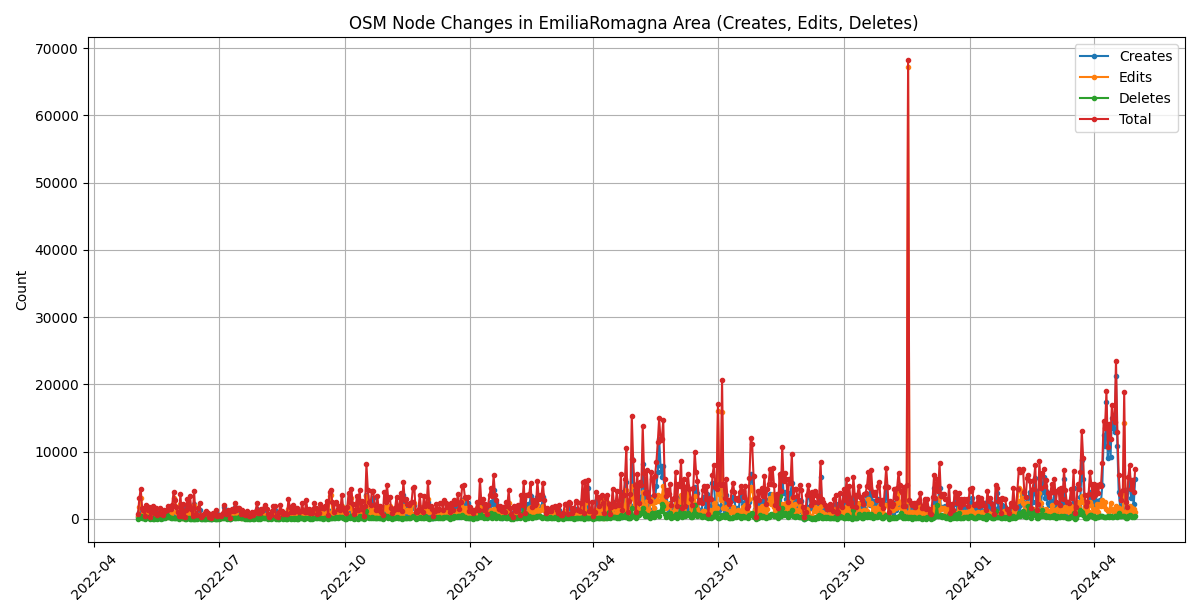 OSM Node Changes in EmiliaRomagna Area (Creates, Edits, Deletes)
Creates
Edits
Deletes
Total
Count
70000
60000
50000
40000
30000
20000
10000
0
2022-04
2022-07
2022-10
2023-01
2023-04
2023-07
2023-10
2024-01
2024-04